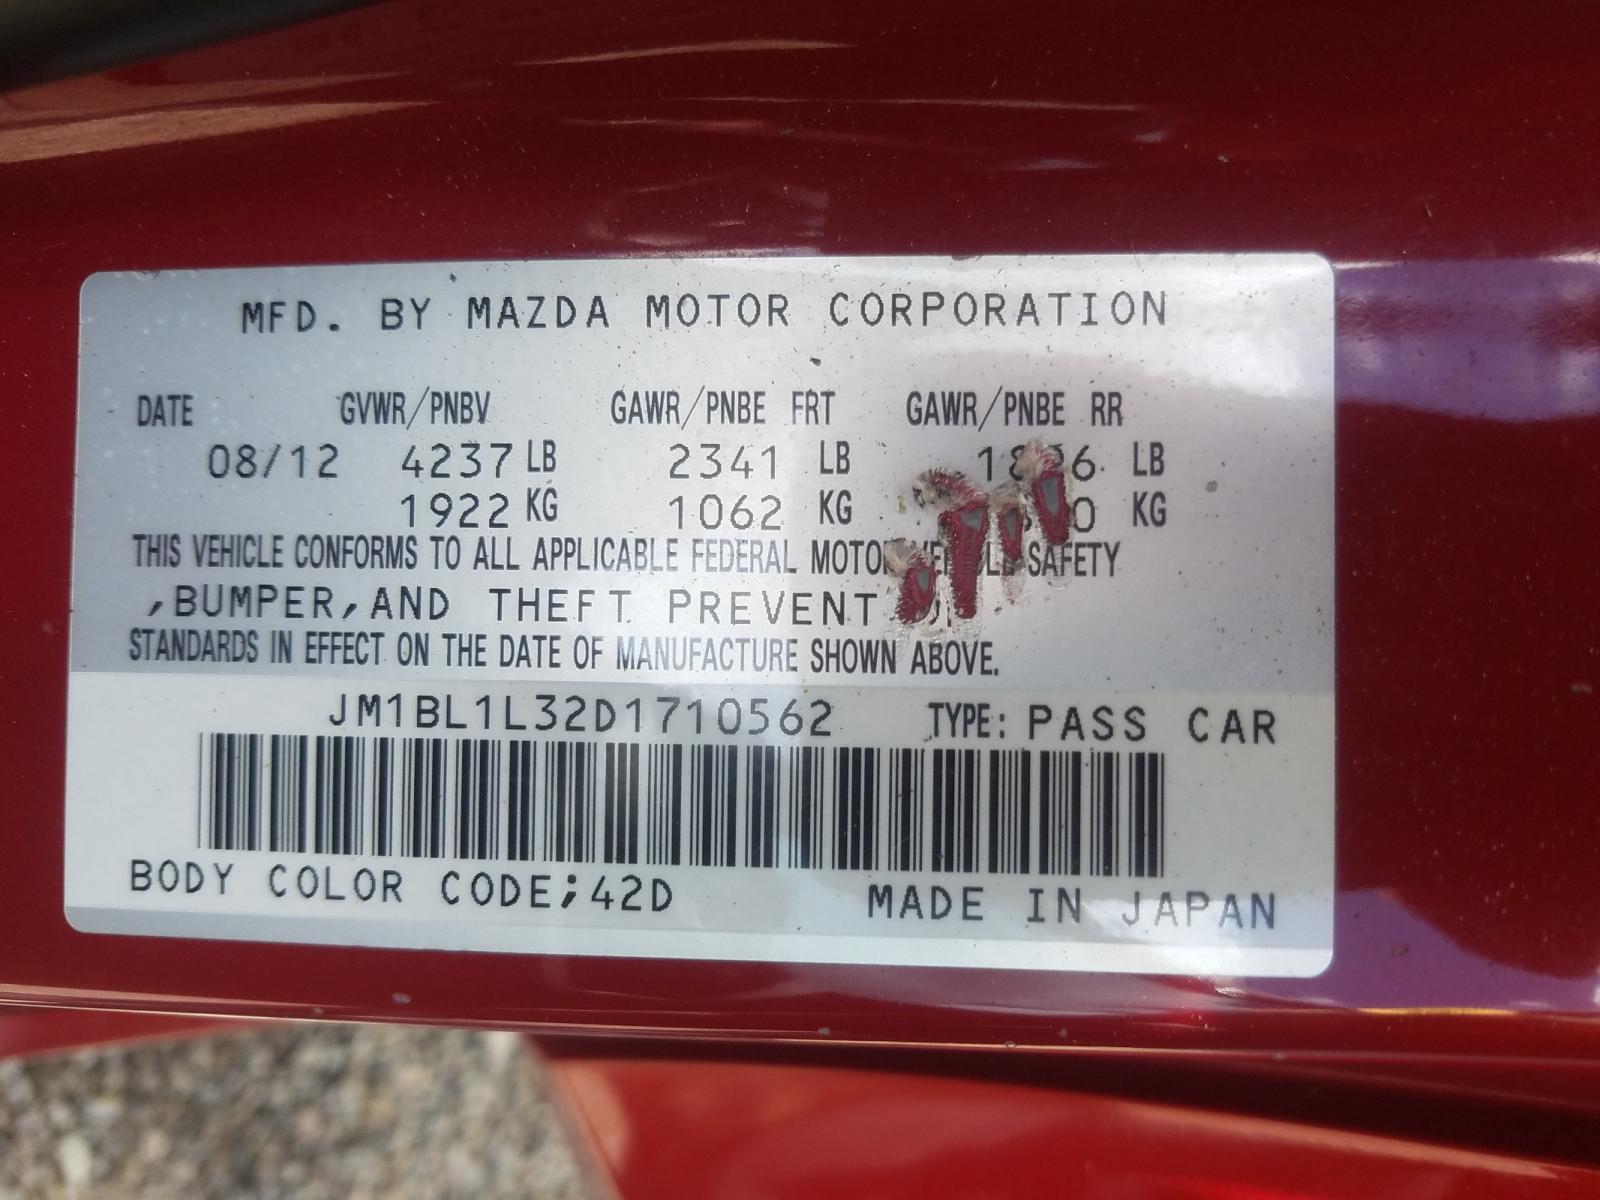 MFD. BY MAZDA MOTOR CORPORATION
DATE GVWR/PNBV GAWR/PNBE FRT GAWR/PNBE RR
08/12 4237 LB 2341 LB LB
1922 KG 1062 KG KG
THIS VEHICLE CONFORMS TO ALL APPLICABLE FEDERAL MOTOR SAFETY
,BUMPER,AND THEFT
STANDARDS IN EFFECT ON THE DATE OF MANUFACTURE SHOWN ABOVE.
JM1BL1L32D1710562 TYPE: PASS CAR
BODY COLOR CODE;42D MADE IN JAPAN